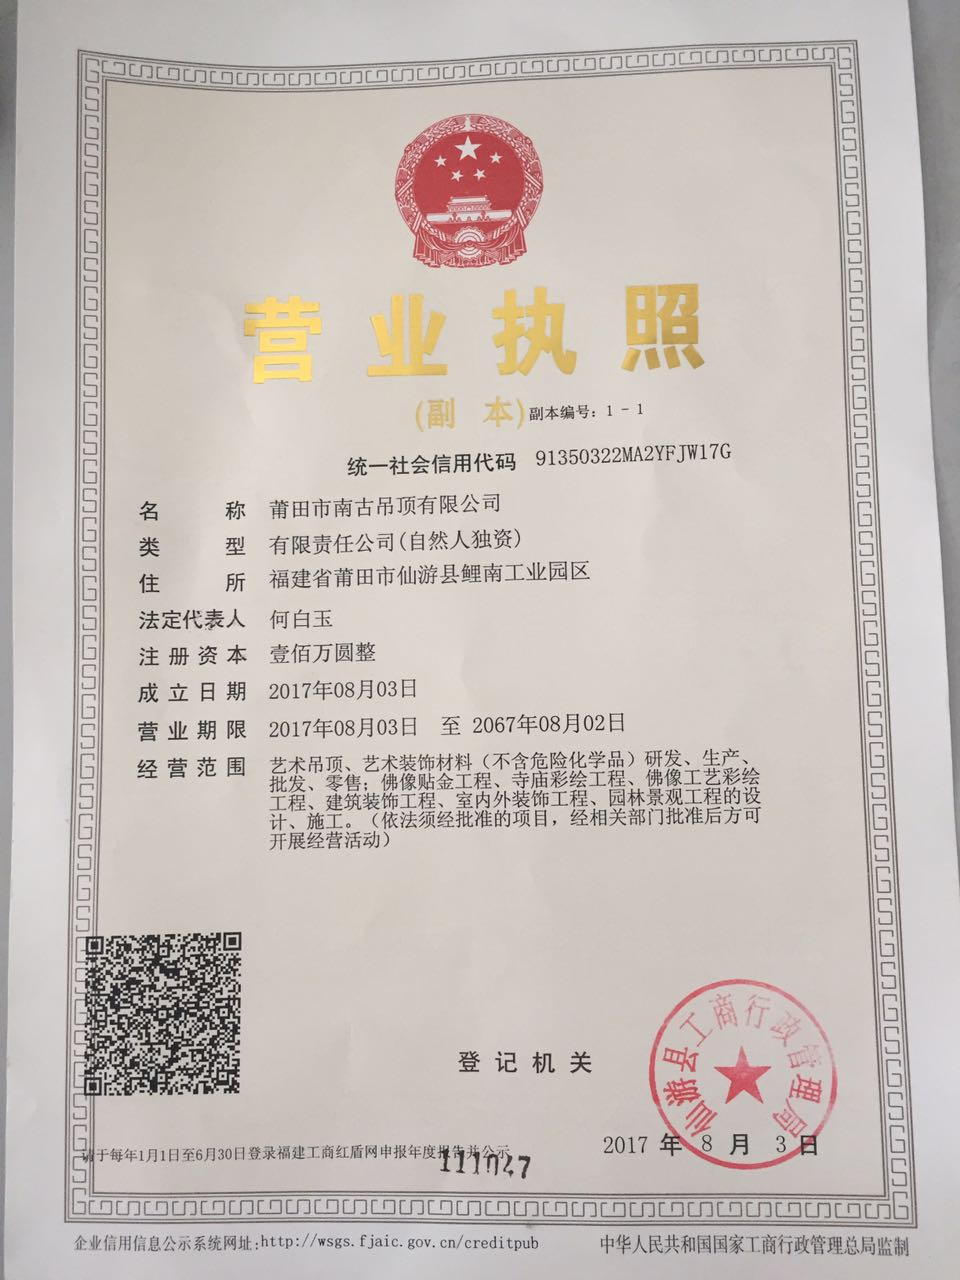 营业执照
(副 本) 副本编号：1 - 1
统一社会信用代码 91350322MA2YFJW17G
名 称 莆田市南古吊顶有限公司
类 型 有限责任公司(自然人独资)
住 所 福建省莆田市仙游县鲤南工业园区
法定代表人 何白玉
注册资本 壹佰万圆整
成立日期 2017年08月03日
营业期限 2017年08月03日 至 2067年08月02日
经营范围 艺术吊顶、艺术装饰材料（不含危险化学品）研发、生产、
批发、零售；佛像贴金工程、寺庙彩绘工程、佛像工艺彩绘
工程、建筑装饰工程、室内外装饰工程、园林景观工程的设
计、施工。（依法须经批准的项目，经相关部门批准后方可
开展经营活动）
登记机关
仙游县工商行政管理局
2017 年 8 月 3 日
请于每年1月1日至6月30日登录福建工商红盾网申报年度报告并公示
111047
企业信用信息公示系统网址:http://wsgs.fjaic.gov.cn/creditpub
中华人民共和国国家工商行政管理总局监制